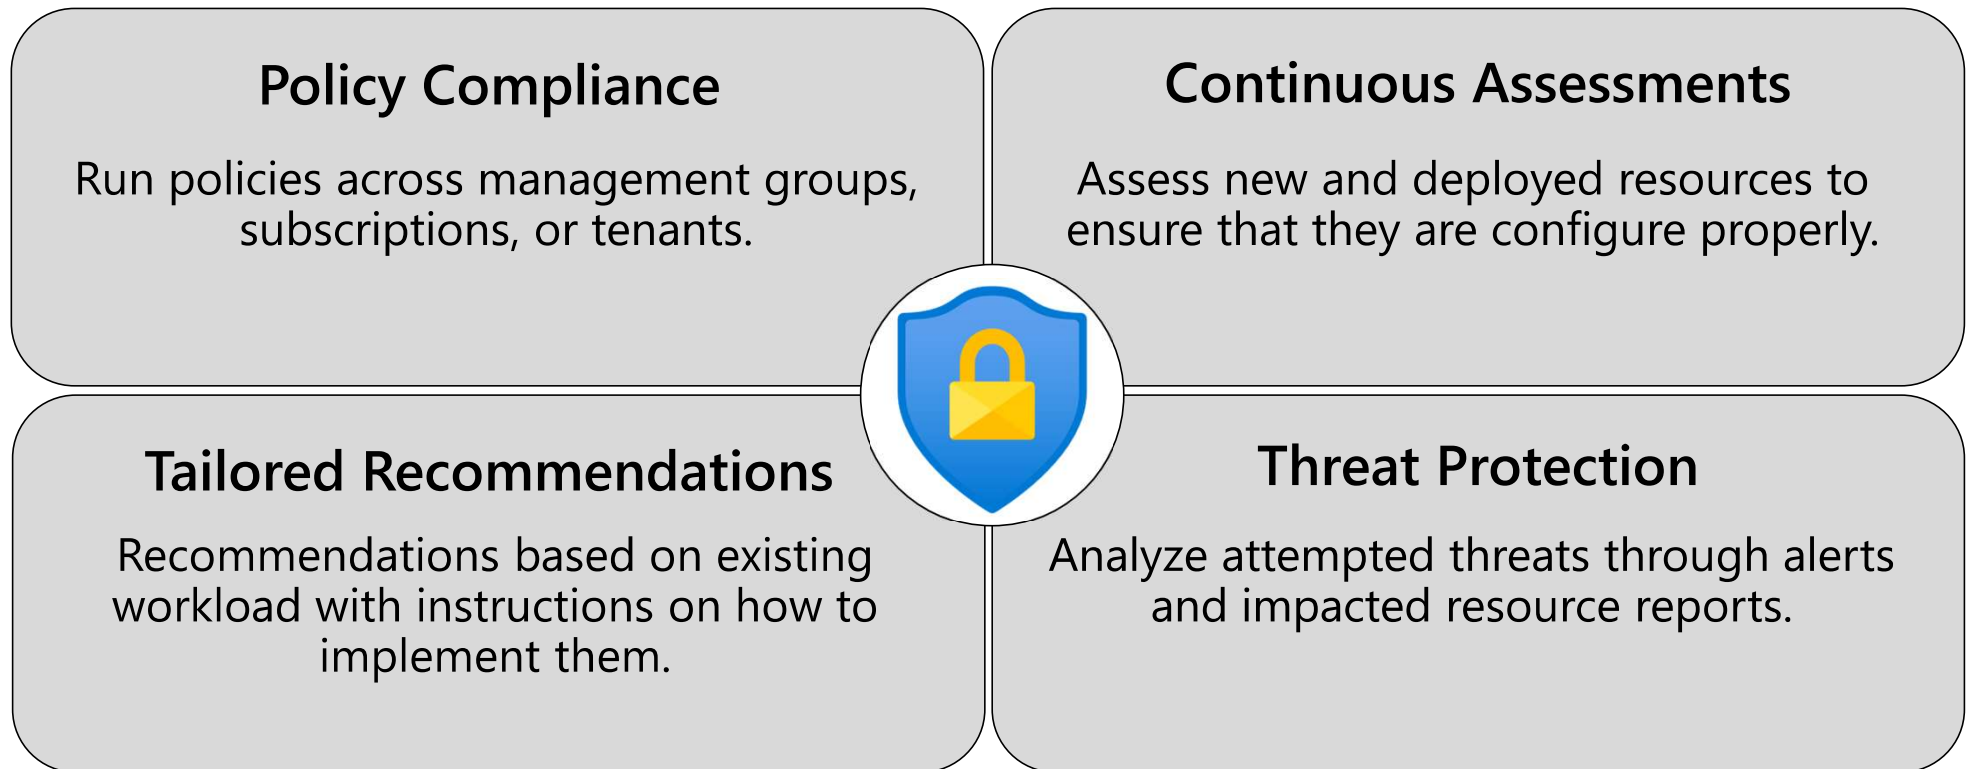 Policy Compliance
Run policies across management groups,
subscriptions, or tenants.
Continuous Assessments
Assess new and deployed resources to
ensure that they are configure properly.
Tailored Recommendations
Recommendations based on existing
workload with instructions on how to
implement them.
Threat Protection
Analyze attempted threats through alerts
and impacted resource reports.